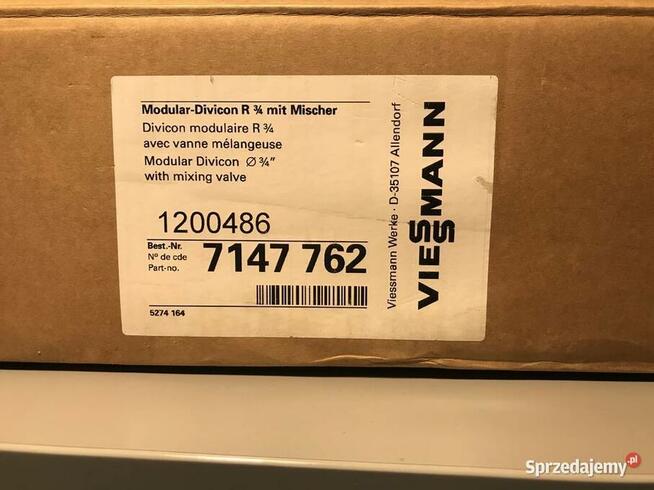 Modular-Divicon R ¾ mit Mischer
Divicon modulaire R ¾
avec vanne mélangeuse
Modular Divicon Ø ¾"
with mixing valve
1200486
Best.-Nr.
N° de cde
Part-no.
7147 762
5274 164
Viessmann Werke · D-35107 Allendorf
VIESSMANN
Sprzedajemy.pl